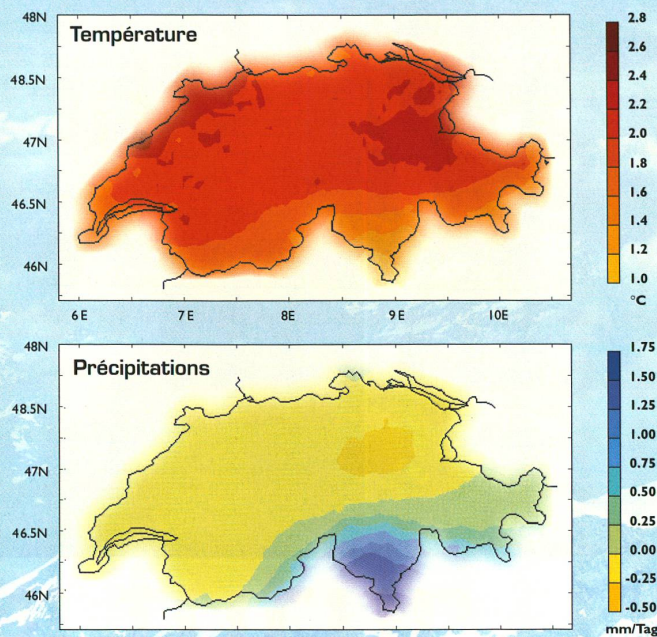 Température
48N
48.5N
47N
46.5N
46N
6E
7E
8E
9E
10E
2.8
2.6
2.4
2.2
2.0
1.8
1.6
1.4
1.2
1.0
°C
Précipitations
48N
48.5N
47N
46.5N
46N
1.75
1.50
1.25
1.00
0.75
0.50
0.25
0.00
-0.25
-0.50
mm/Tag